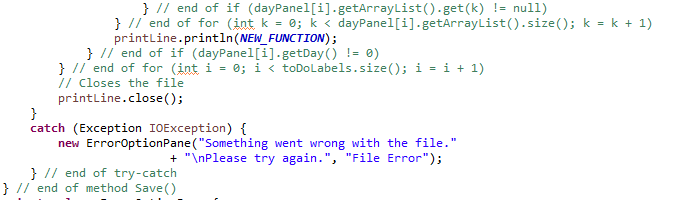 } // end of if (dayPanel[i].getArrayList().get(k) != null)
} // end of for (int k = 0; k < dayPanel[i].getArrayList().size(); k = k + 1)
printLine.println(NEW_FUNCTION);
} // end of if (dayPanel[i].getDay() != 0)
} // end of for (int i = 0; i < toDoLabels.size(); i = i + 1)
// Closes the file
printLine.close();
}
catch (Exception IOException) {
new ErrorOptionPane("Something went wrong with the file."
+ "\nPlease try again.", "File Error");
} // end of try-catch
} // end of method Save()